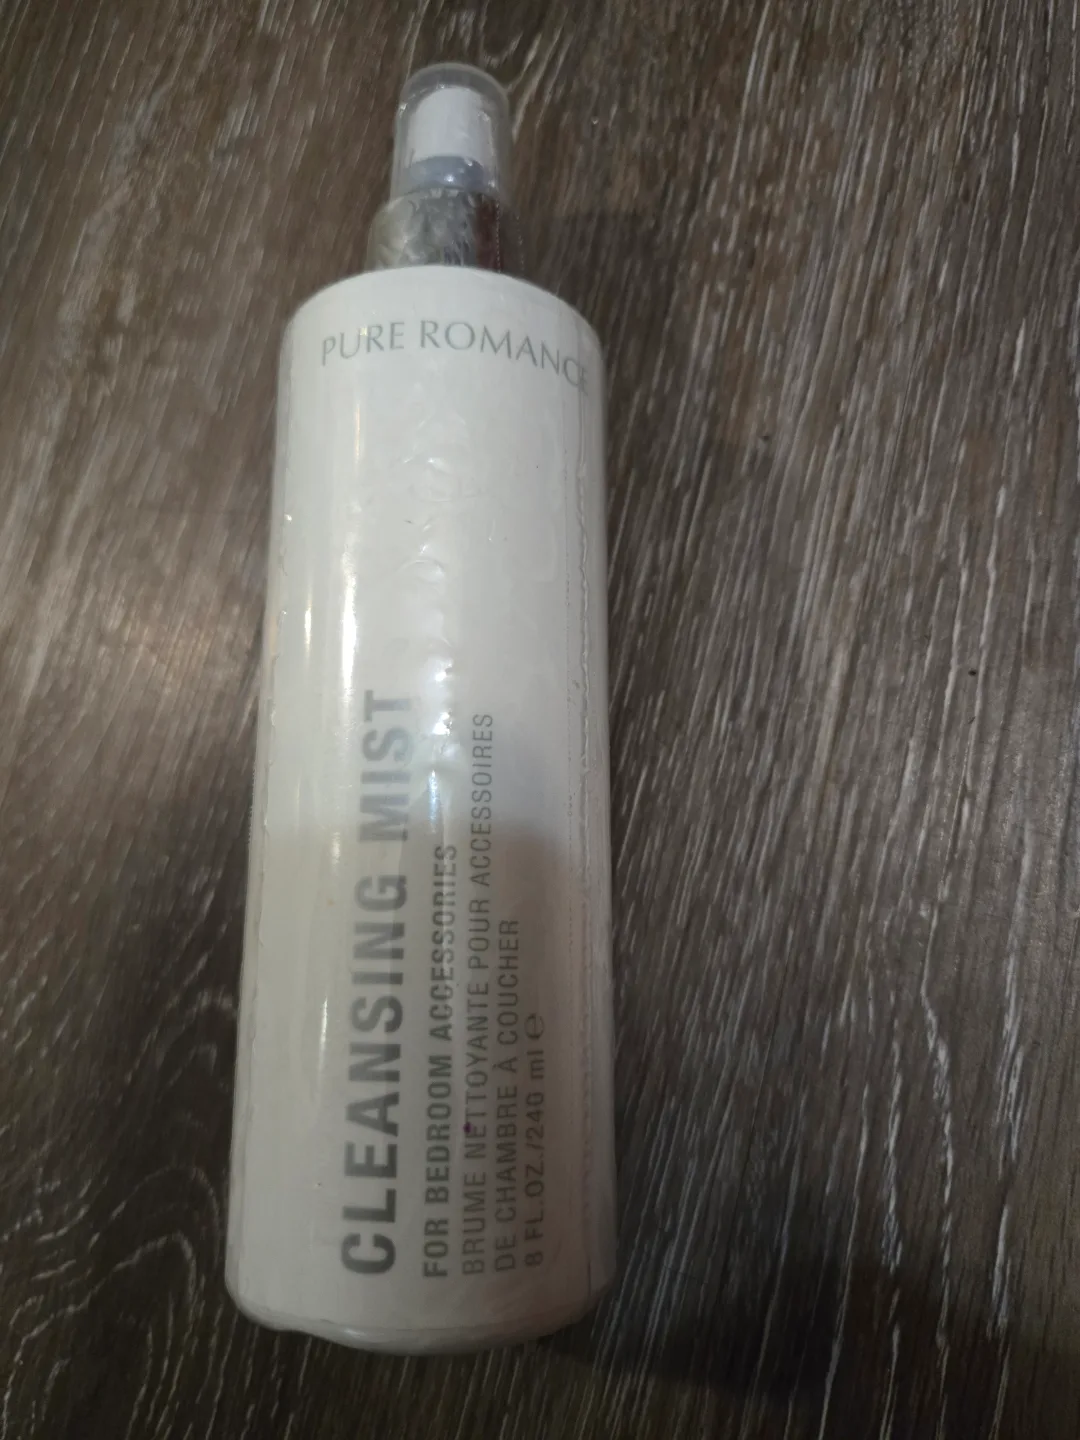 PURE ROMANCE
CLEANSING MIST
FOR BEDROOM ACCESSORIES
BRUME NETTOYANTE POUR ACCESSOIRES
DE CHAMBRE À COUCHER
8 FL.OZ./240 ml ℮